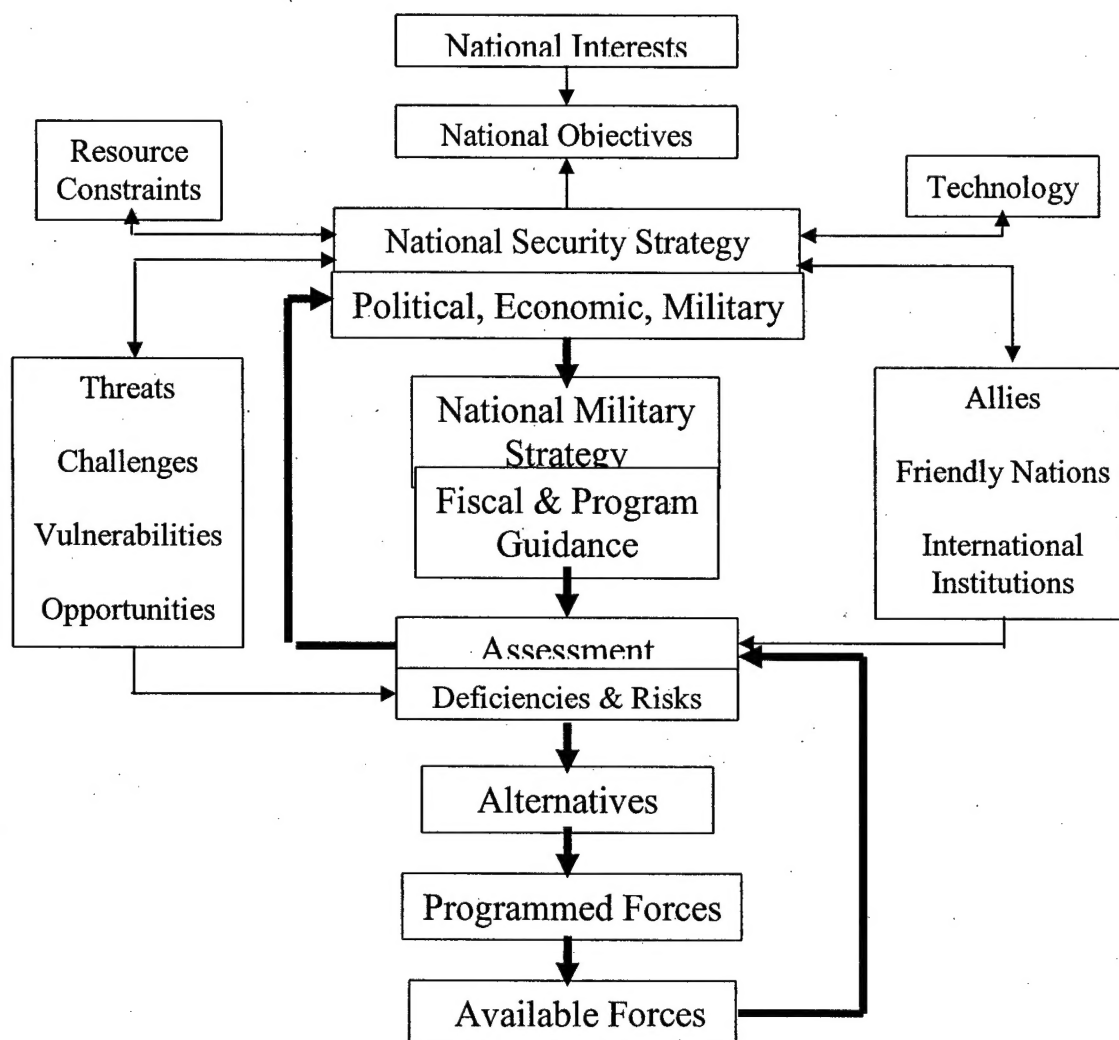 National Interests
National Objectives
Resource
Constraints
Technology
National Security Strategy
Political, Economic, Military
Threats
Challenges
Vulnerabilities
Opportunities
National Military
Strategy
Fiscal & Program
Guidance
Allies
Friendly Nations
International
Institutions
Assessment
Deficiencies & Risks
Alternatives
Programmed Forces
Available Forces